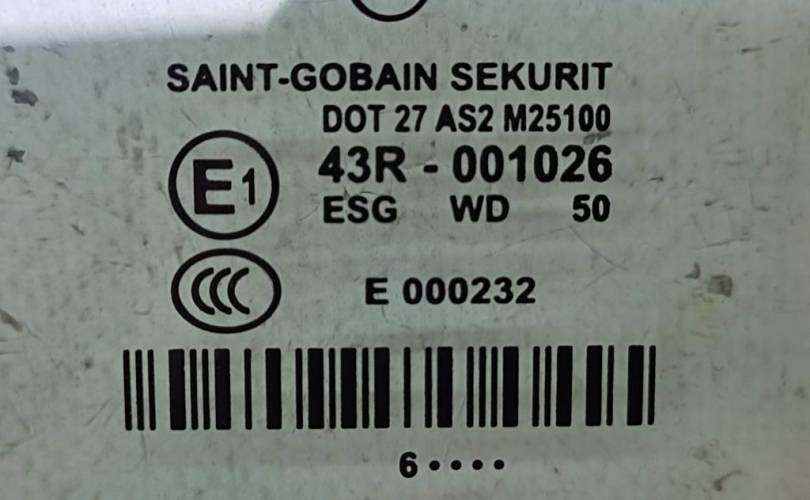 SAINT-GOBAIN SEKURIT
DOT 27 AS2 M25100
E1 43R - 001026
ESG WD 50
CCC E 000232
6 • • • •